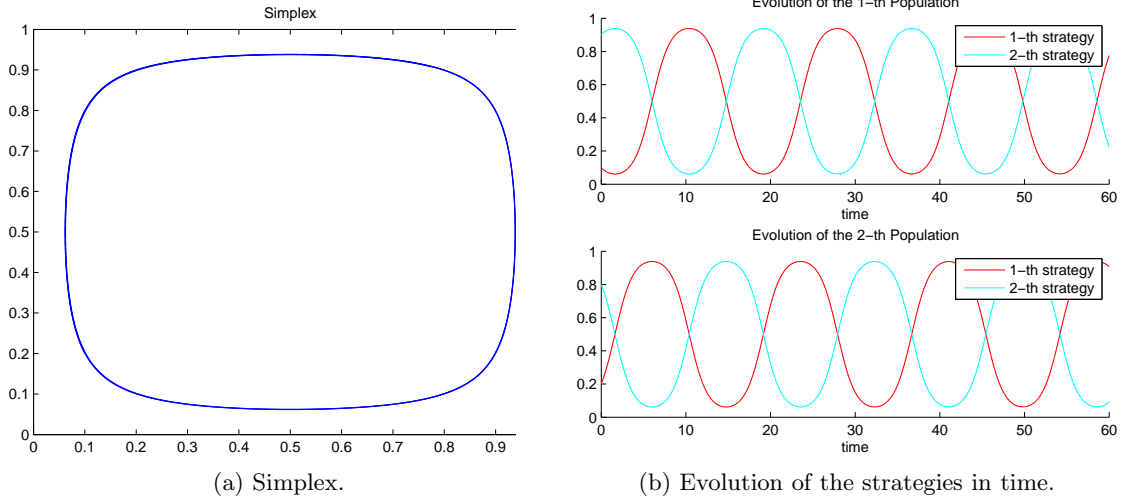 Simplex
1
0.9
0.8
0.7
0.6
0.5
0.4
0.3
0.2
0.1
0
0 0.1 0.2 0.3 0.4 0.5 0.6 0.7 0.8 0.9
(a) Simplex.
Evolution of the 1−th Population
1
0.8
0.6
0.4
0.2
0
1−th strategy
2−th strategy
0 10 20 30 40 50 60
time
Evolution of the 2−th Population
1
0.8
0.6
0.4
0.2
0
1−th strategy
2−th strategy
0 10 20 30 40 50 60
time
(b) Evolution of the strategies in time.